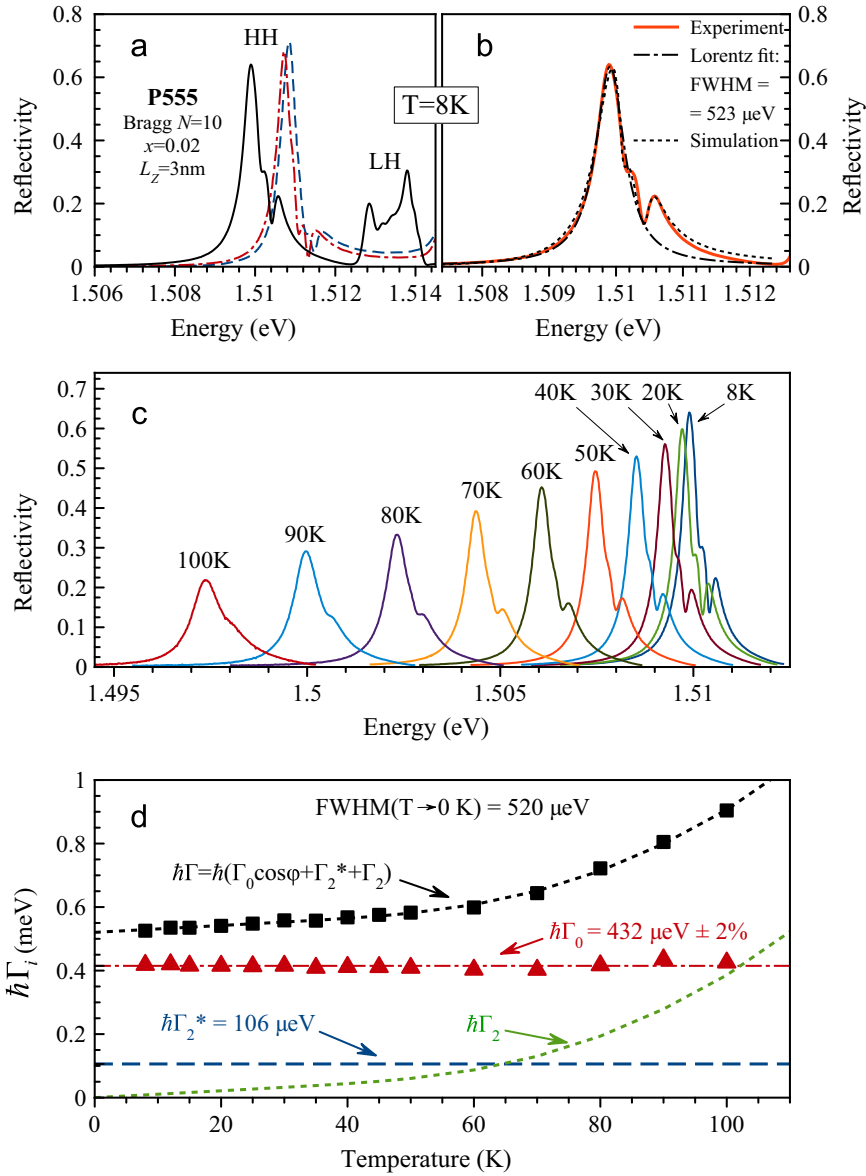 a
HH
LH
P555
Bragg N=10
x=0.02
L_Z=3nm
T=8K
Reflectivity
0.8
0.6
0.4
0.2
0
1.506
1.508
1.51
1.512
1.514
Energy (eV)
b
Experiment
Lorentz fit:
FWHM =
= 523 µeV
Simulation
0.8
0.6
0.4
0.2
0
Reflectivity
1.508
1.509
1.51
1.511
1.512
Energy (eV)
c
Reflectivity
0.7
0.6
0.5
0.4
0.3
0.2
0.1
0
100K
90K
80K
70K
60K
50K
40K
30K
20K
8K
1.495
1.5
1.505
1.51
Energy (eV)
d
FWHM(T→0 K) = 520 µeV
ℏΓ=ℏ(Γ0cosφ+Γ2*+Γ2)
ℏΓ0 = 432 µeV ± 2%
ℏΓ2* = 106 µeV
ℏΓ2
ℏΓi (meV)
1
0.8
0.6
0.4
0.2
0
0
20
40
60
80
100
Temperature (K)